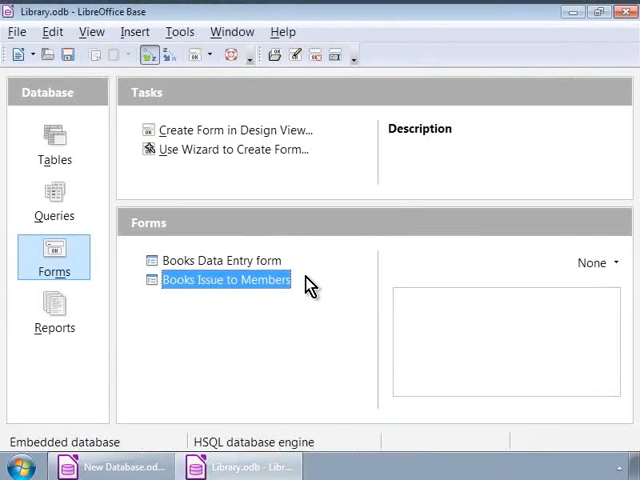 Library.odb - LibreOffice Base
File Edit View Insert Tools Window Help
Database
Tables
Queries
Forms
Reports
Tasks
Create Form in Design View...
Use Wizard to Create Form...
Description
Forms
Books Data Entry form
Books Issue to Members
None
Embedded database
HSQL database engine
New Database.od...
Library.odb - Libre...